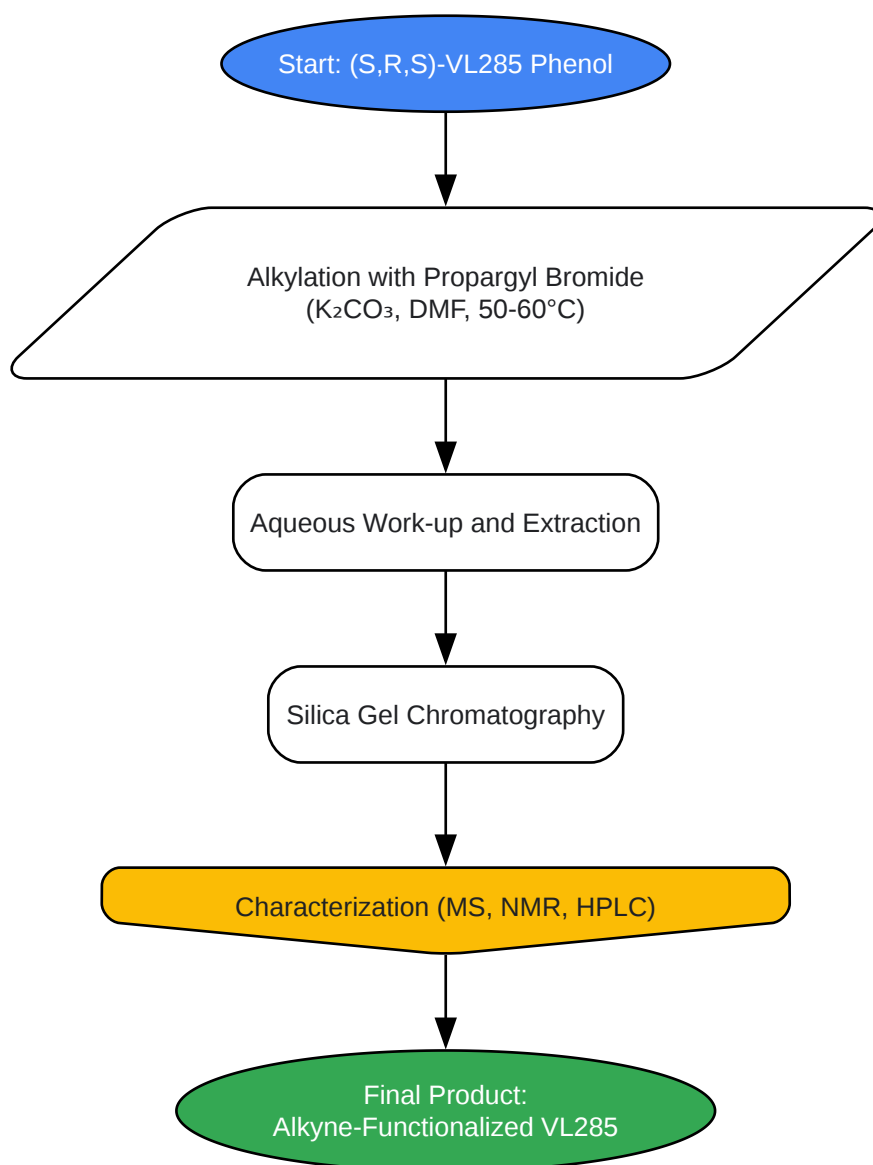 Start: (S,R,S)-VL285 Phenol
Alkylation with Propargyl Bromide
(K₂CO₃, DMF, 50-60°C)
Aqueous Work-up and Extraction
Silica Gel Chromatography
Characterization (MS, NMR, HPLC)
Final Product:
Alkyne-Functionalized VL285